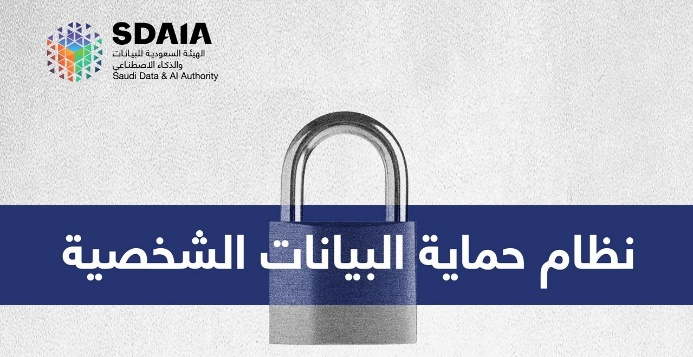 SDAIA
الهيئة السعودية للبيانات
والذكاء الاصطناعي
Saudi Data & AI Authority
نظام حماية البيانات الشخصية